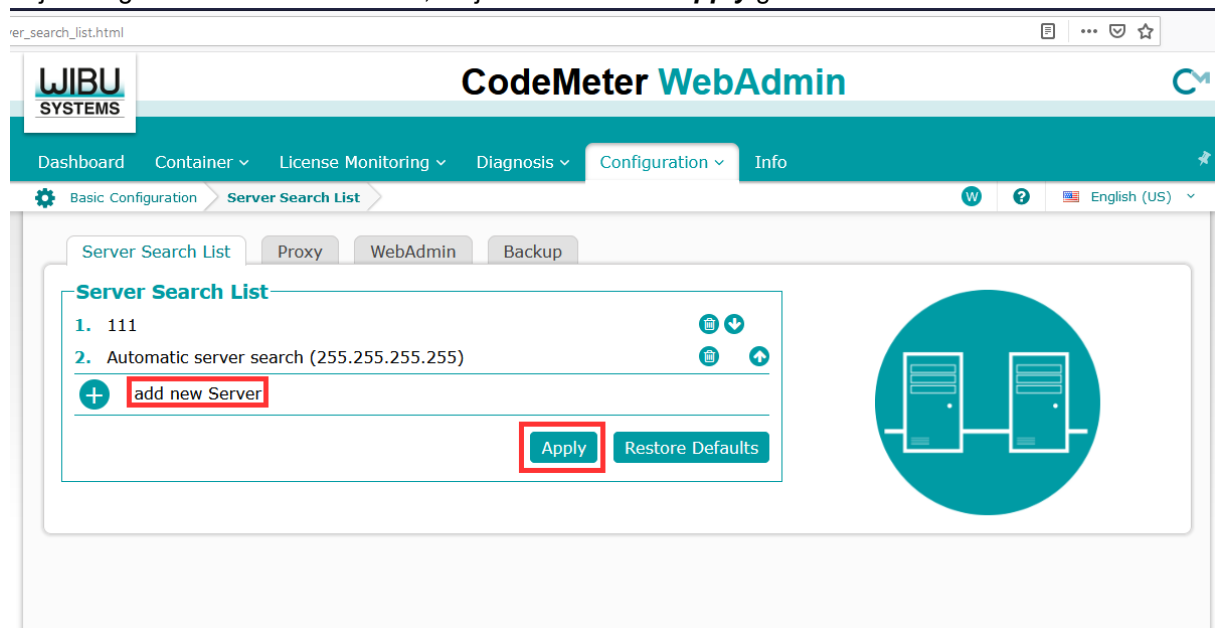 Apply
er_search_list.html
WIBU
SYSTEMS
CodeMeter WebAdmin
Dashboard Container License Monitoring Diagnosis Configuration Info
Basic Configuration Server Search List W ? English (US)
Server Search List Proxy WebAdmin Backup
Server Search List
1. 111
2. Automatic server search (255.255.255.255)
+ add new Server
Apply Restore Defaults